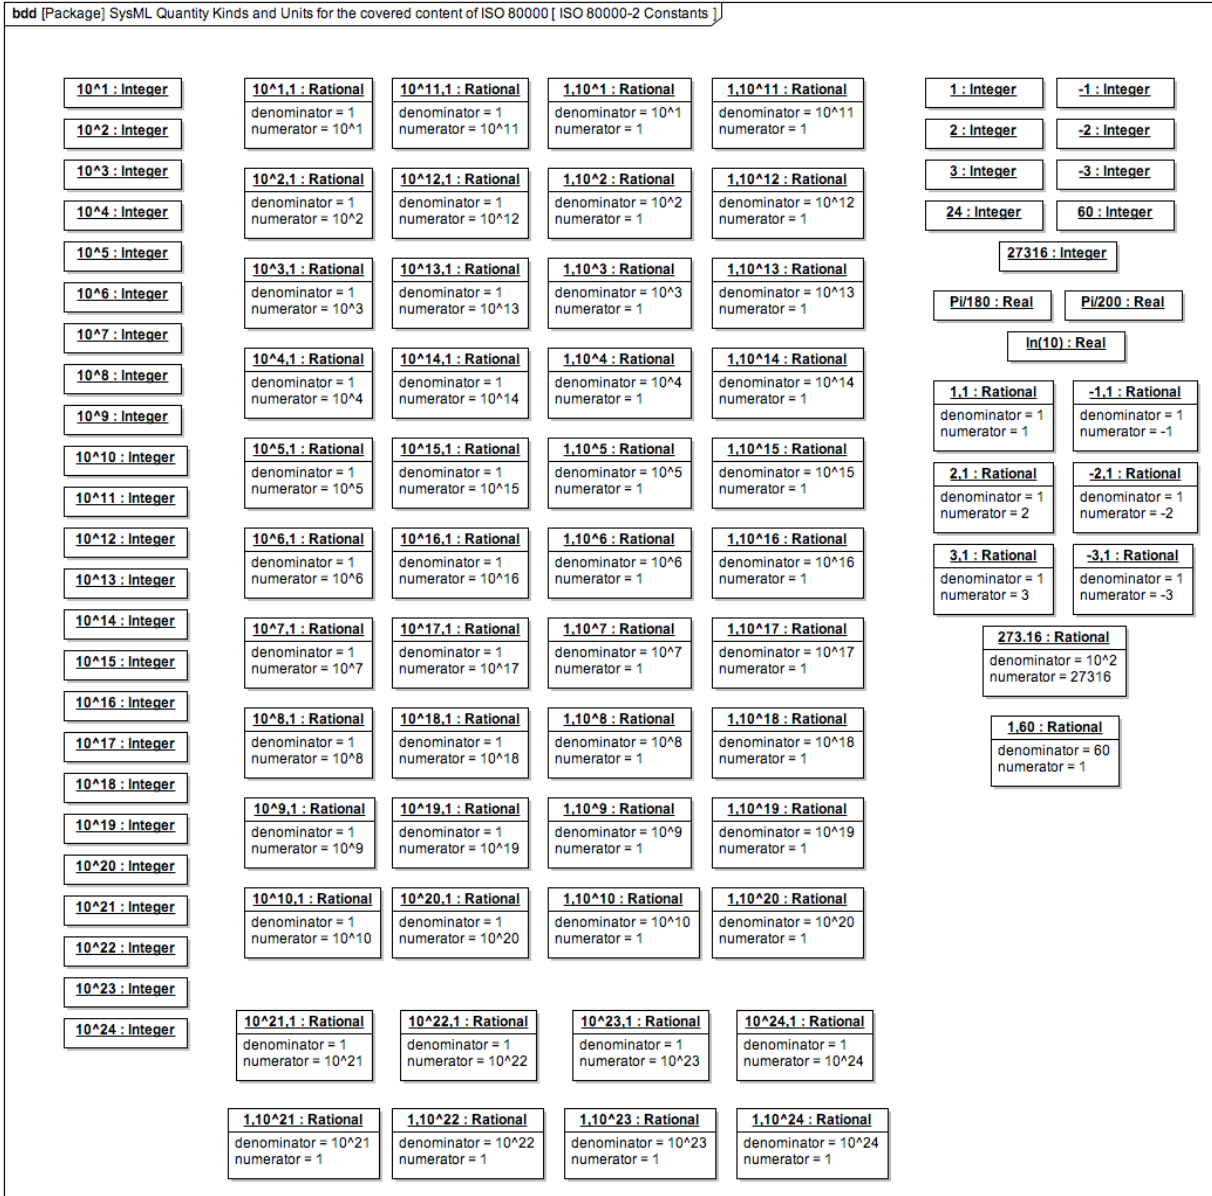 bdd [Package] SysML Quantity Kinds and Units for the covered content of ISO 80000 [ ISO 80000-2 Constants ]
10^1 : Integer
10^2 : Integer
10^3 : Integer
10^4 : Integer
10^5 : Integer
10^6 : Integer
10^7 : Integer
10^8 : Integer
10^9 : Integer
10^10 : Integer
10^11 : Integer
10^12 : Integer
10^13 : Integer
10^14 : Integer
10^15 : Integer
10^16 : Integer
10^17 : Integer
10^18 : Integer
10^19 : Integer
10^20 : Integer
10^21 : Integer
10^22 : Integer
10^23 : Integer
10^24 : Integer
10^1,1 : Rational
denominator = 1
numerator = 10^1
10^11,1 : Rational
denominator = 1
numerator = 10^11
1,10^1 : Rational
denominator = 10^1
numerator = 1
1,10^11 : Rational
denominator = 10^11
numerator = 1
10^2,1 : Rational
denominator = 1
numerator = 10^2
10^12,1 : Rational
denominator = 1
numerator = 10^12
1,10^2 : Rational
denominator = 10^2
numerator = 1
1,10^12 : Rational
denominator = 10^12
numerator = 1
10^3,1 : Rational
denominator = 1
numerator = 10^3
10^13,1 : Rational
denominator = 1
numerator = 10^13
1,10^3 : Rational
denominator = 10^3
numerator = 1
1,10^13 : Rational
denominator = 10^13
numerator = 1
10^4,1 : Rational
denominator = 1
numerator = 10^4
10^14,1 : Rational
denominator = 1
numerator = 10^14
1,10^4 : Rational
denominator = 10^4
numerator = 1
1,10^14 : Rational
denominator = 10^14
numerator = 1
10^5,1 : Rational
denominator = 1
numerator = 10^5
10^15,1 : Rational
denominator = 1
numerator = 10^15
1,10^5 : Rational
denominator = 10^5
numerator = 1
1,10^15 : Rational
denominator = 10^15
numerator = 1
10^6,1 : Rational
denominator = 1
numerator = 10^6
10^16,1 : Rational
denominator = 1
numerator = 10^16
1,10^6 : Rational
denominator = 10^6
numerator = 1
1,10^16 : Rational
denominator = 10^16
numerator = 1
10^7,1 : Rational
denominator = 1
numerator = 10^7
10^17,1 : Rational
denominator = 1
numerator = 10^17
1,10^7 : Rational
denominator = 10^7
numerator = 1
1,10^17 : Rational
denominator = 10^17
numerator = 1
10^8,1 : Rational
denominator = 1
numerator = 10^8
10^18,1 : Rational
denominator = 1
numerator = 10^18
1,10^8 : Rational
denominator = 10^8
numerator = 1
1,10^18 : Rational
denominator = 10^18
numerator = 1
10^9,1 : Rational
denominator = 1
numerator = 10^9
10^19,1 : Rational
denominator = 1
numerator = 10^19
1,10^9 : Rational
denominator = 10^9
numerator = 1
1,10^19 : Rational
denominator = 10^19
numerator = 1
10^10,1 : Rational
denominator = 1
numerator = 10^10
10^20,1 : Rational
denominator = 1
numerator = 10^20
1,10^10 : Rational
denominator = 10^10
numerator = 1
1,10^20 : Rational
denominator = 10^20
numerator = 1
10^21,1 : Rational
denominator = 1
numerator = 10^21
10^22,1 : Rational
denominator = 1
numerator = 10^22
10^23,1 : Rational
denominator = 1
numerator = 10^23
10^24,1 : Rational
denominator = 1
numerator = 10^24
1,10^21 : Rational
denominator = 10^21
numerator = 1
1,10^22 : Rational
denominator = 10^22
numerator = 1
1,10^23 : Rational
denominator = 10^23
numerator = 1
1,10^24 : Rational
denominator = 10^24
numerator = 1
1 : Integer
-1 : Integer
2 : Integer
-2 : Integer
3 : Integer
-3 : Integer
24 : Integer
60 : Integer
27316 : Integer
Pi/180 : Real
Pi/200 : Real
ln(10) : Real
1,1 : Rational
denominator = 1
numerator = 1
-1,1 : Rational
denominator = 1
numerator = -1
2,1 : Rational
denominator = 1
numerator = 2
-2,1 : Rational
denominator = 1
numerator = -2
3,1 : Rational
denominator = 1
numerator = 3
-3,1 : Rational
denominator = 1
numerator = -3
273.16 : Rational
denominator = 10^2
numerator = 27316
1,60 : Rational
denominator = 60
numerator = 1